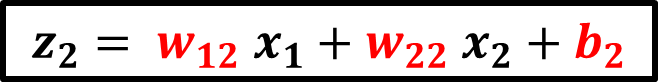 z₂ = w₁₂ x₁ + w₂₂ x₂ + b₂